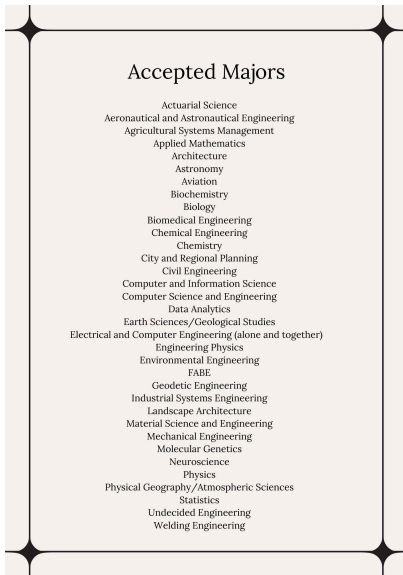 Accepted Majors
Actuarial Science
Aeronautical and Astronautical Engineering
Agricultural Systems Management
Applied Mathematics
Architecture
Astronomy
Aviation
Biochemistry
Biology
Biomedical Engineering
Chemical Engineering
Chemistry
City and Regional Planning
Civil Engineering
Computer and Information Science
Computer Science and Engineering
Data Analytics
Earth Sciences/Geological Studies
Electrical and Computer Engineering (alone and together)
Engineering Physics
Environmental Engineering
FABE
Geodetic Engineering
Industrial Systems Engineering
Landscape Architecture
Material Science and Engineering
Mechanical Engineering
Molecular Genetics
Neuroscience
Physics
Physical Geography/Atmospheric Sciences
Statistics
Undecided Engineering
Welding Engineering